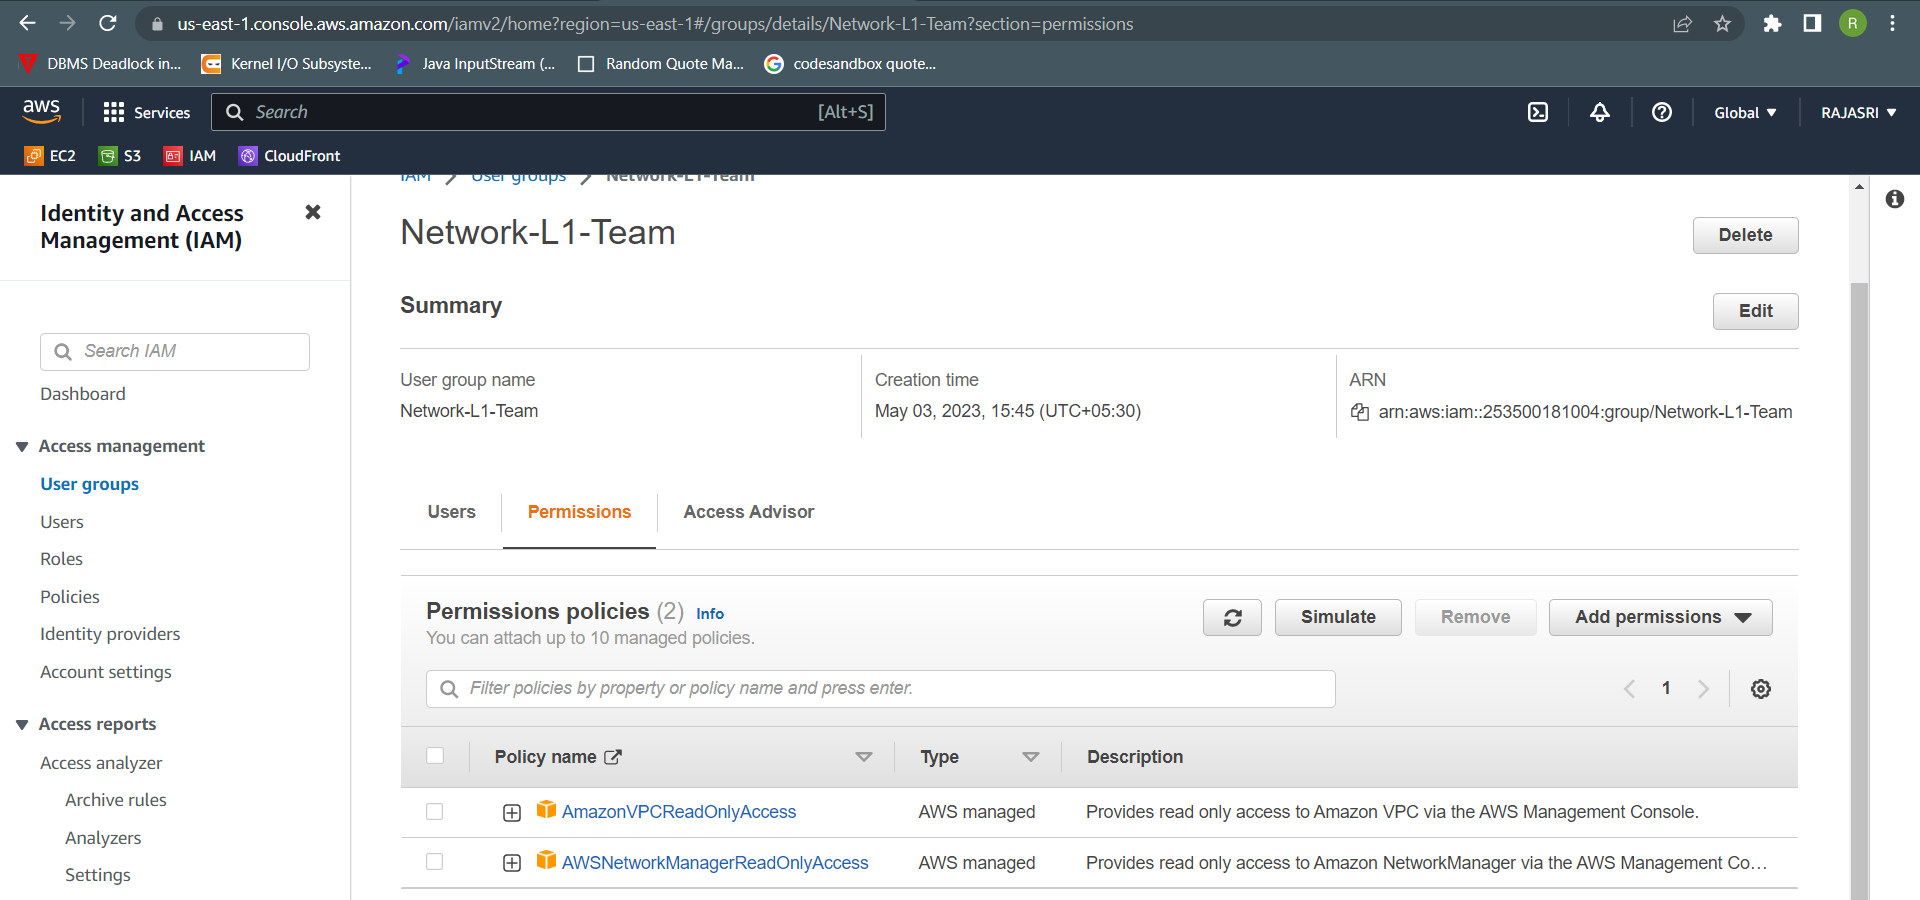 us-east-1.console.aws.amazon.com/iamv2/home?region=us-east-1#/groups/details/Network-L1-Team?section=permissions
R
DBMS Deadlock in...
Kernel I/O Subsyste...
Java InputStream (...
Random Quote Ma...
codesandbox quote...
aws
Services
Search
[Alt+S]
Global
RAJASRI
EC2
S3
IAM
CloudFront
Identity and Access
Management (IAM)
Search IAM
Dashboard
Access management
User groups
Users
Roles
Policies
Identity providers
Account settings
Access reports
Access analyzer
Archive rules
Analyzers
Settings
IAM
User groups
Network-L1-Team
Network-L1-Team
Delete
Summary
Edit
User group name
Network-L1-Team
Creation time
May 03, 2023, 15:45 (UTC+05:30)
ARN
arn:aws:iam::253500181004:group/Network-L1-Team
Users
Permissions
Access Advisor
Permissions policies (2) Info
You can attach up to 10 managed policies.
Simulate
Remove
Add permissions
Filter policies by property or policy name and press enter.
1
Policy name
Type
Description
AmazonVPCReadOnlyAccess
AWS managed
Provides read only access to Amazon VPC via the AWS Management Console.
AWSNetworkManagerReadOnlyAccess
AWS managed
Provides read only access to Amazon NetworkManager via the AWS Management Co...